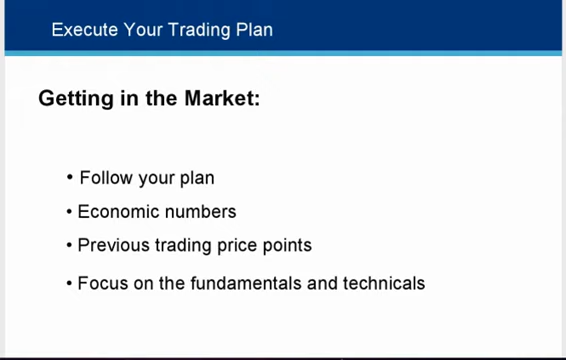 Execute Your Trading Plan
Getting in the Market:
• Follow your plan
• Economic numbers
• Previous trading price points
• Focus on the fundamentals and technicals